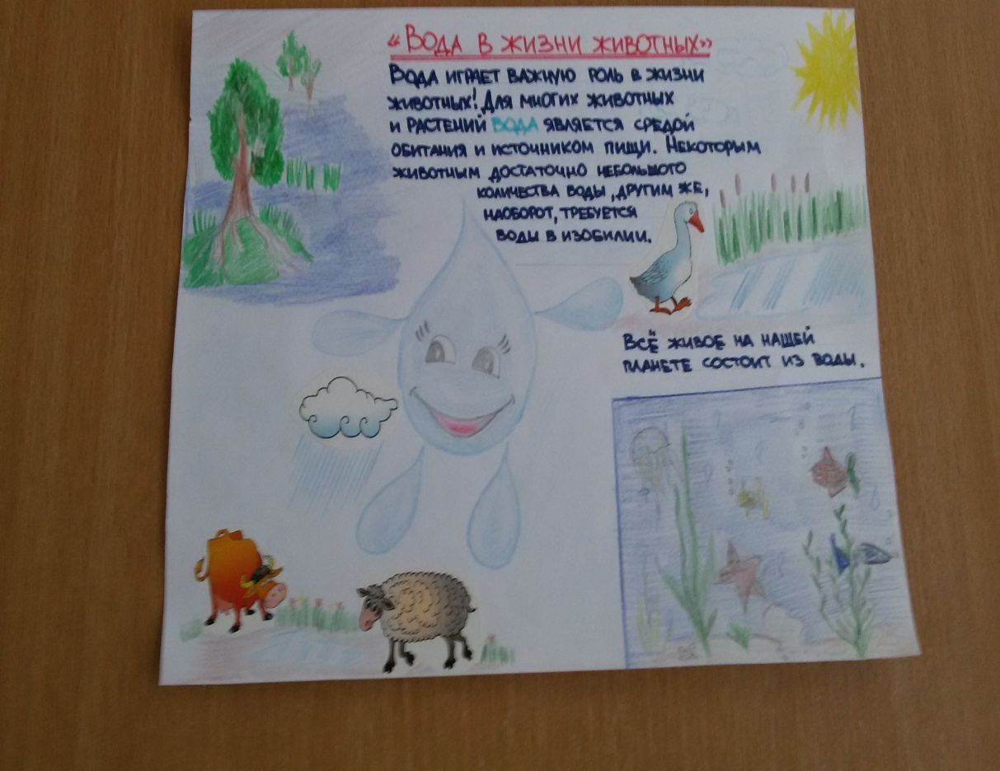 «Вода в жизни животных»
Вода играет важную роль в жизни
животных! Для многих животных
и растений вода является средой
обитания и источником пищи. Некоторым
животным достаточно небольшого
количества воды, другим же,
наоборот, требуется
воды в изобилии.
Всё живое на нашей
планете состоит из воды.